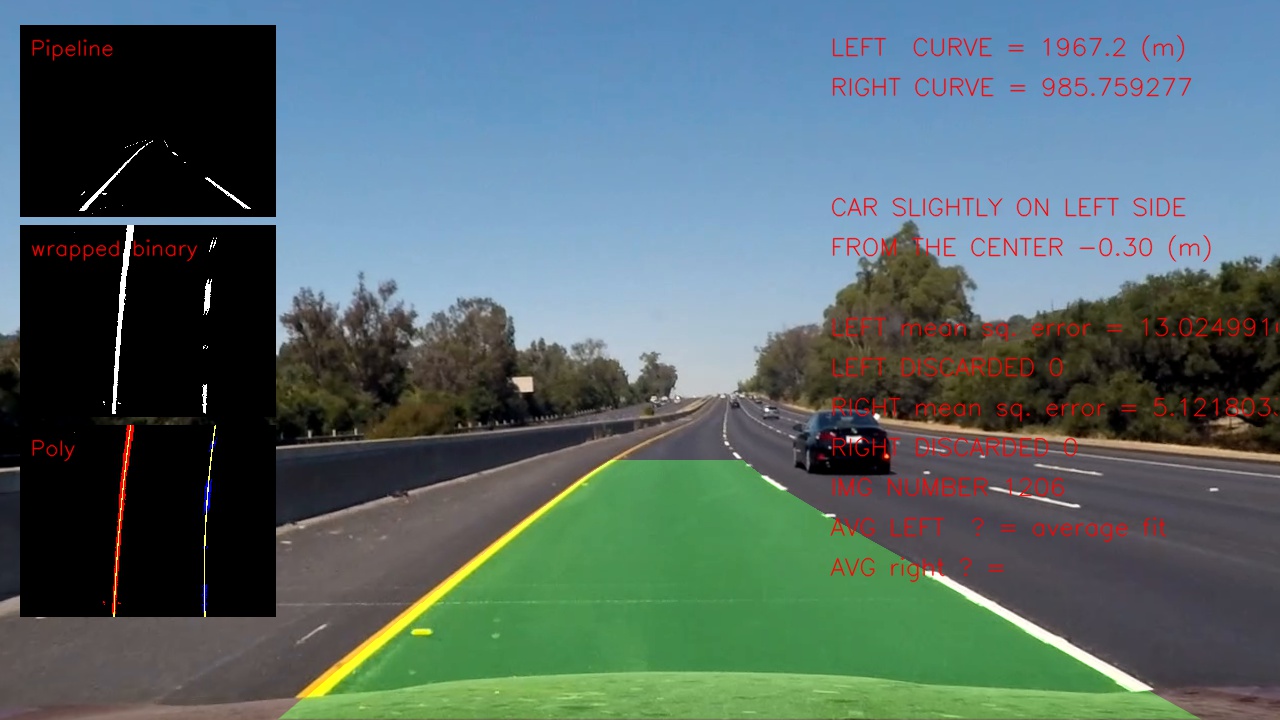 Pipeline
wrapped binary
Poly
LEFT CURVE = 1967.2 (m)
RIGHT CURVE = 985.759277
CAR SLIGHTLY ON LEFT SIDE
FROM THE CENTER -0.30 (m)
LEFT mean sq. error = 13.0249910
LEFT DISCARDED 0
RIGHT mean sq. error = 5.121803
RIGHT DISCARDED 0
IMG NUMBER 1206
AVG LEFT ? = average fit
AVG right ? =